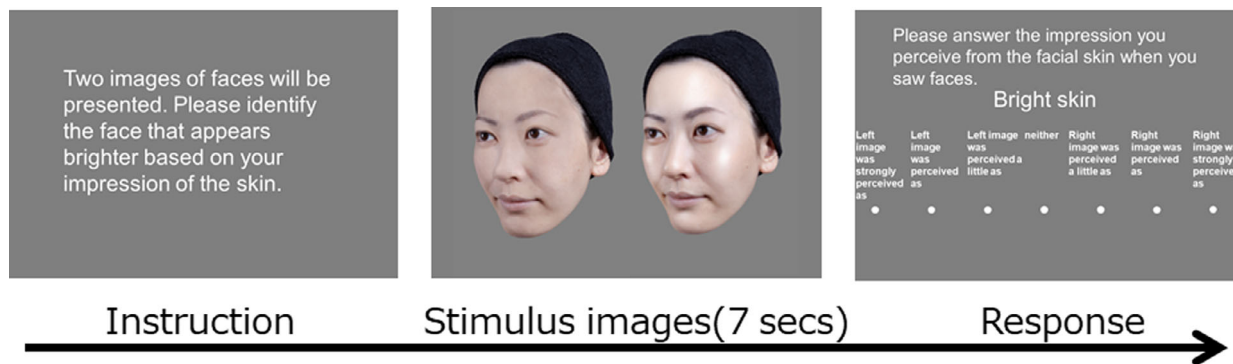 Two images of faces will be
presented. Please identify
the face that appears
brighter based on your
impression of the skin.
Please answer the impression you
perceive from the facial skin when you
saw faces.
Bright skin
Left
image
was
strongly
perceived
as
Left
image
was
perceived
as
Left image
was
perceived a
little as
neither
Right
image was
perceived
a little as
Right
image was
perceived
as
Right
image w
strongly
perceive
as
Instruction
Stimulus images(7 secs)
Response